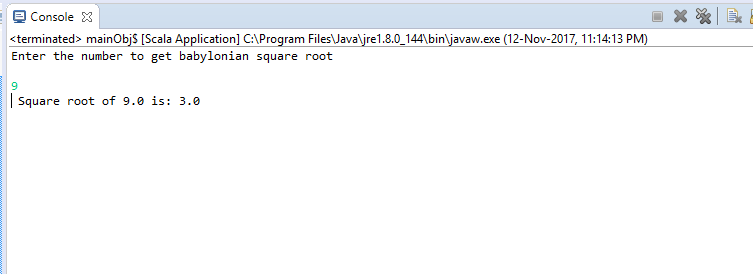 Console
<terminated> mainObj$ [Scala Application] C:\Program Files\Java\jre1.8.0_144\bin\javaw.exe (12-Nov-2017, 11:14:13 PM)
Enter the number to get babylonian square root
9
Square root of 9.0 is: 3.0